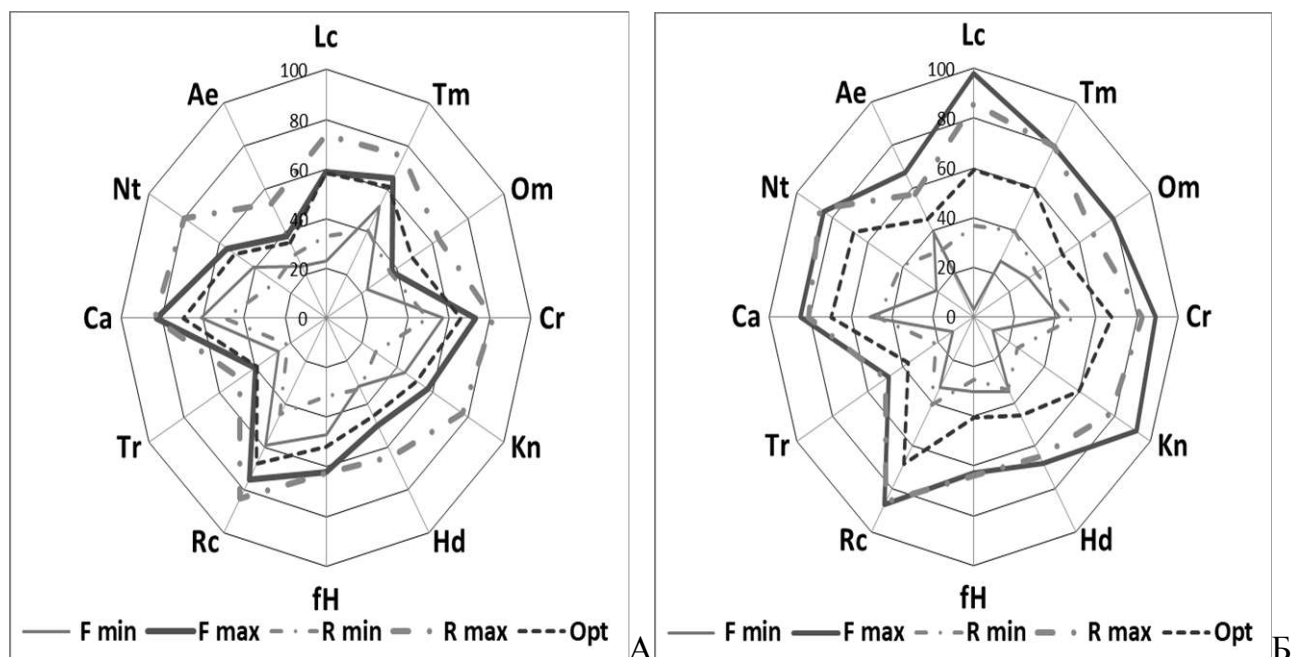 Lc
100
Ae
Tm
80
60
Nt
Om
40
20
Ca
0
Cr
Tr
Kn
Rc
Hd
fH
F min F max R min R max Opt
А
Lc
100
Ae
Tm
80
60
Nt
Om
40
20
Ca
0
Cr
Tr
Kn
Rc
Hd
fH
F min F max R min R max Opt
Б